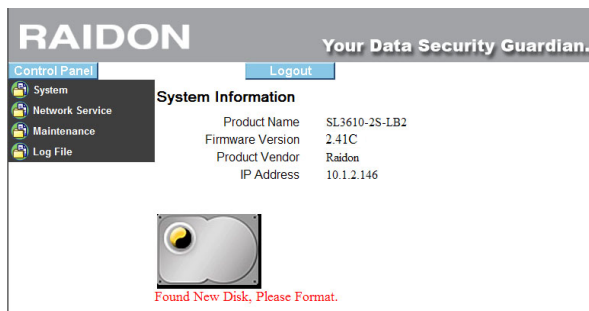 RAIDON
Your Data Security Guardian.
Control Panel
Logout
System
Network Service
Maintenance
Log File
System Information
Product Name SL3610-2S-LB2
Firmware Version 2.41C
Product Vendor Raidon
IP Address 10.1.2.146
Found New Disk, Please Format.